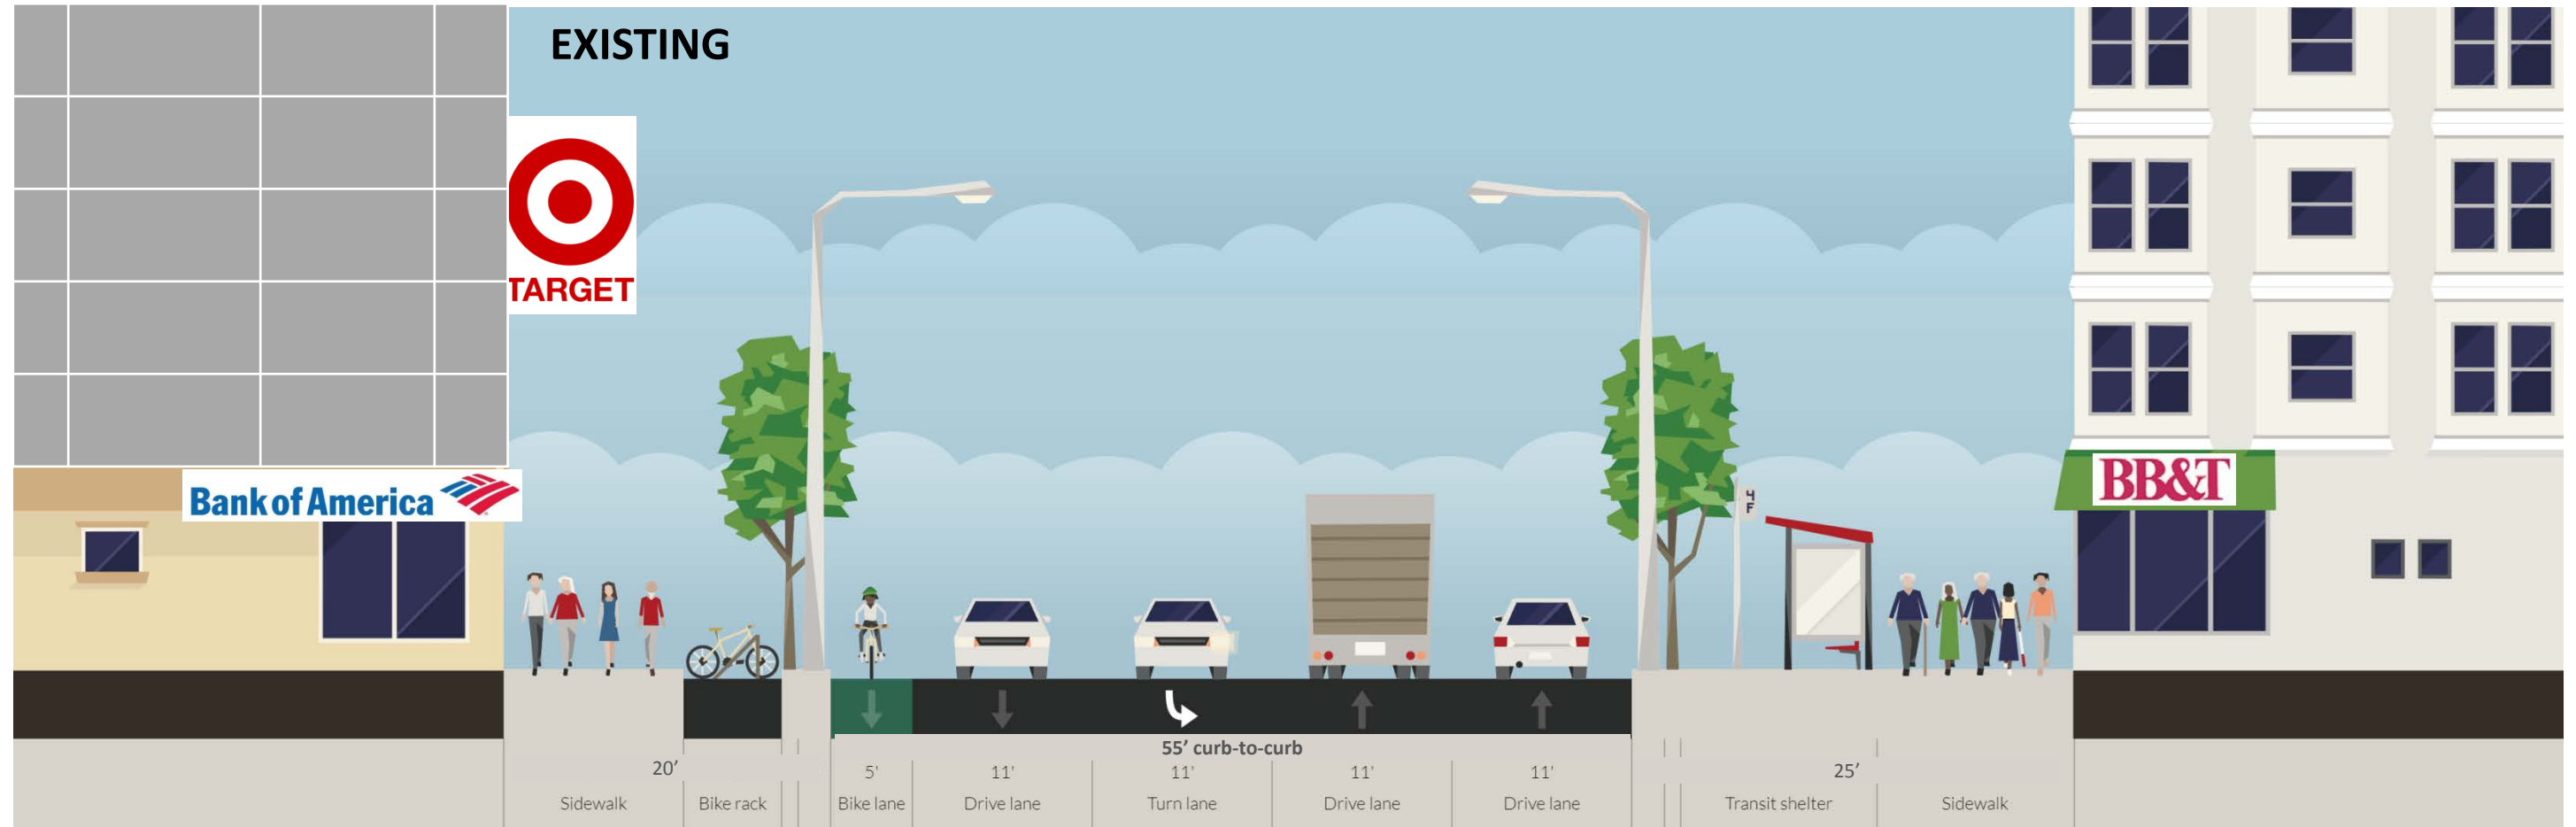 EXISTING
TARGET
Bank of America
BB&T
4
F
55’ curb-to-curb
20’
5'
11'
11'
11'
11'
25’
Sidewalk
Bike rack
Bike lane
Drive lane
Turn lane
Drive lane
Drive lane
Transit shelter
Sidewalk